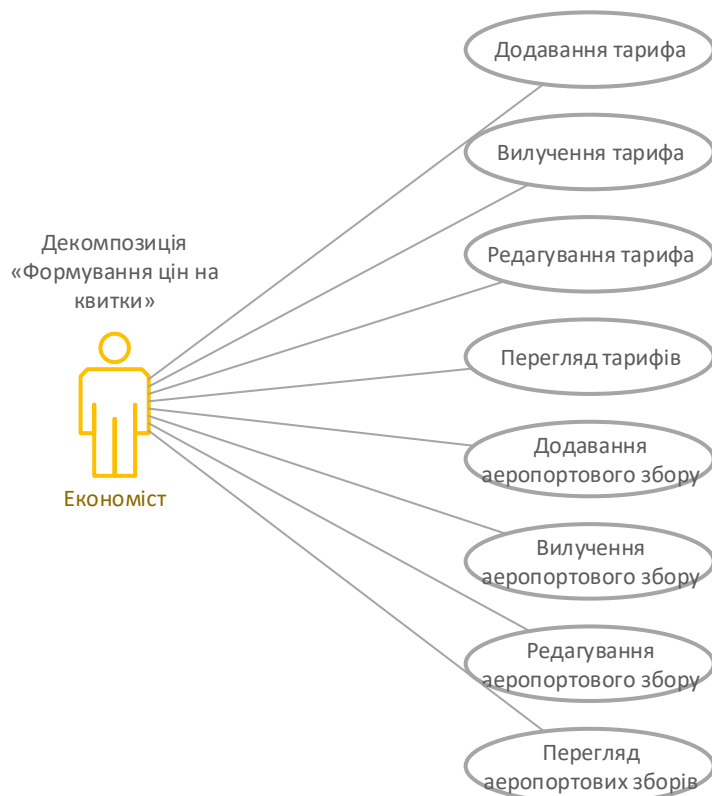 Додавання тарифа
Вилучення тарифа
Декомпозиція
«Формування цін на
квитки»
Редагування тарифа
Перегляд тарифів
Додавання
аеропортового збору
Економіст
Вилучення
аеропортового збору
Редагування
аеропортового збору
Перегляд
аеропортових зборів